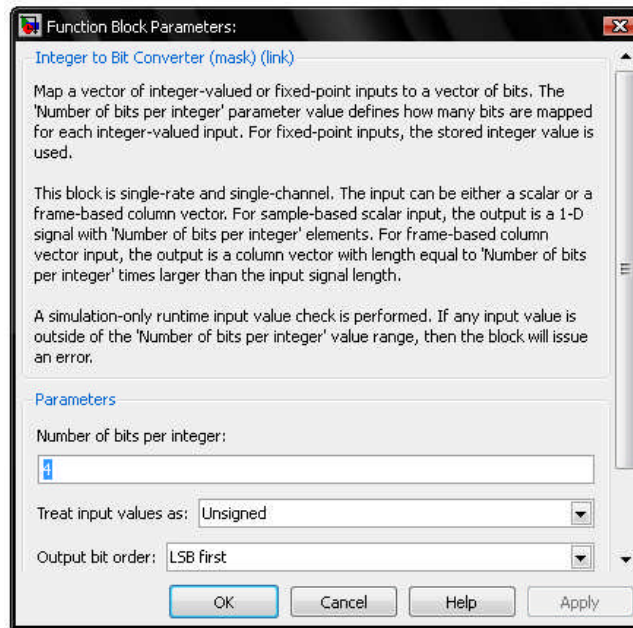 Function Block Parameters:
Integer to Bit Converter (mask) (link)
Map a vector of integer-valued or fixed-point inputs to a vector of bits. The
'Number of bits per integer' parameter value defines how many bits are mapped
for each integer-valued input. For fixed-point inputs, the stored integer value is
used.
This block is single-rate and single-channel. The input can be either a scalar or a
frame-based column vector. For sample-based scalar input, the output is a 1-D
signal with 'Number of bits per integer' elements. For frame-based column
vector input, the output is a column vector with length equal to 'Number of bits
per integer' times larger than the input signal length.
A simulation-only runtime input value check is performed. If any input value is
outside of the 'Number of bits per integer' value range, then the block will issue
an error.
Parameters
Number of bits per integer:
4
Treat input values as: Unsigned
Output bit order: LSB first
OK Cancel Help Apply